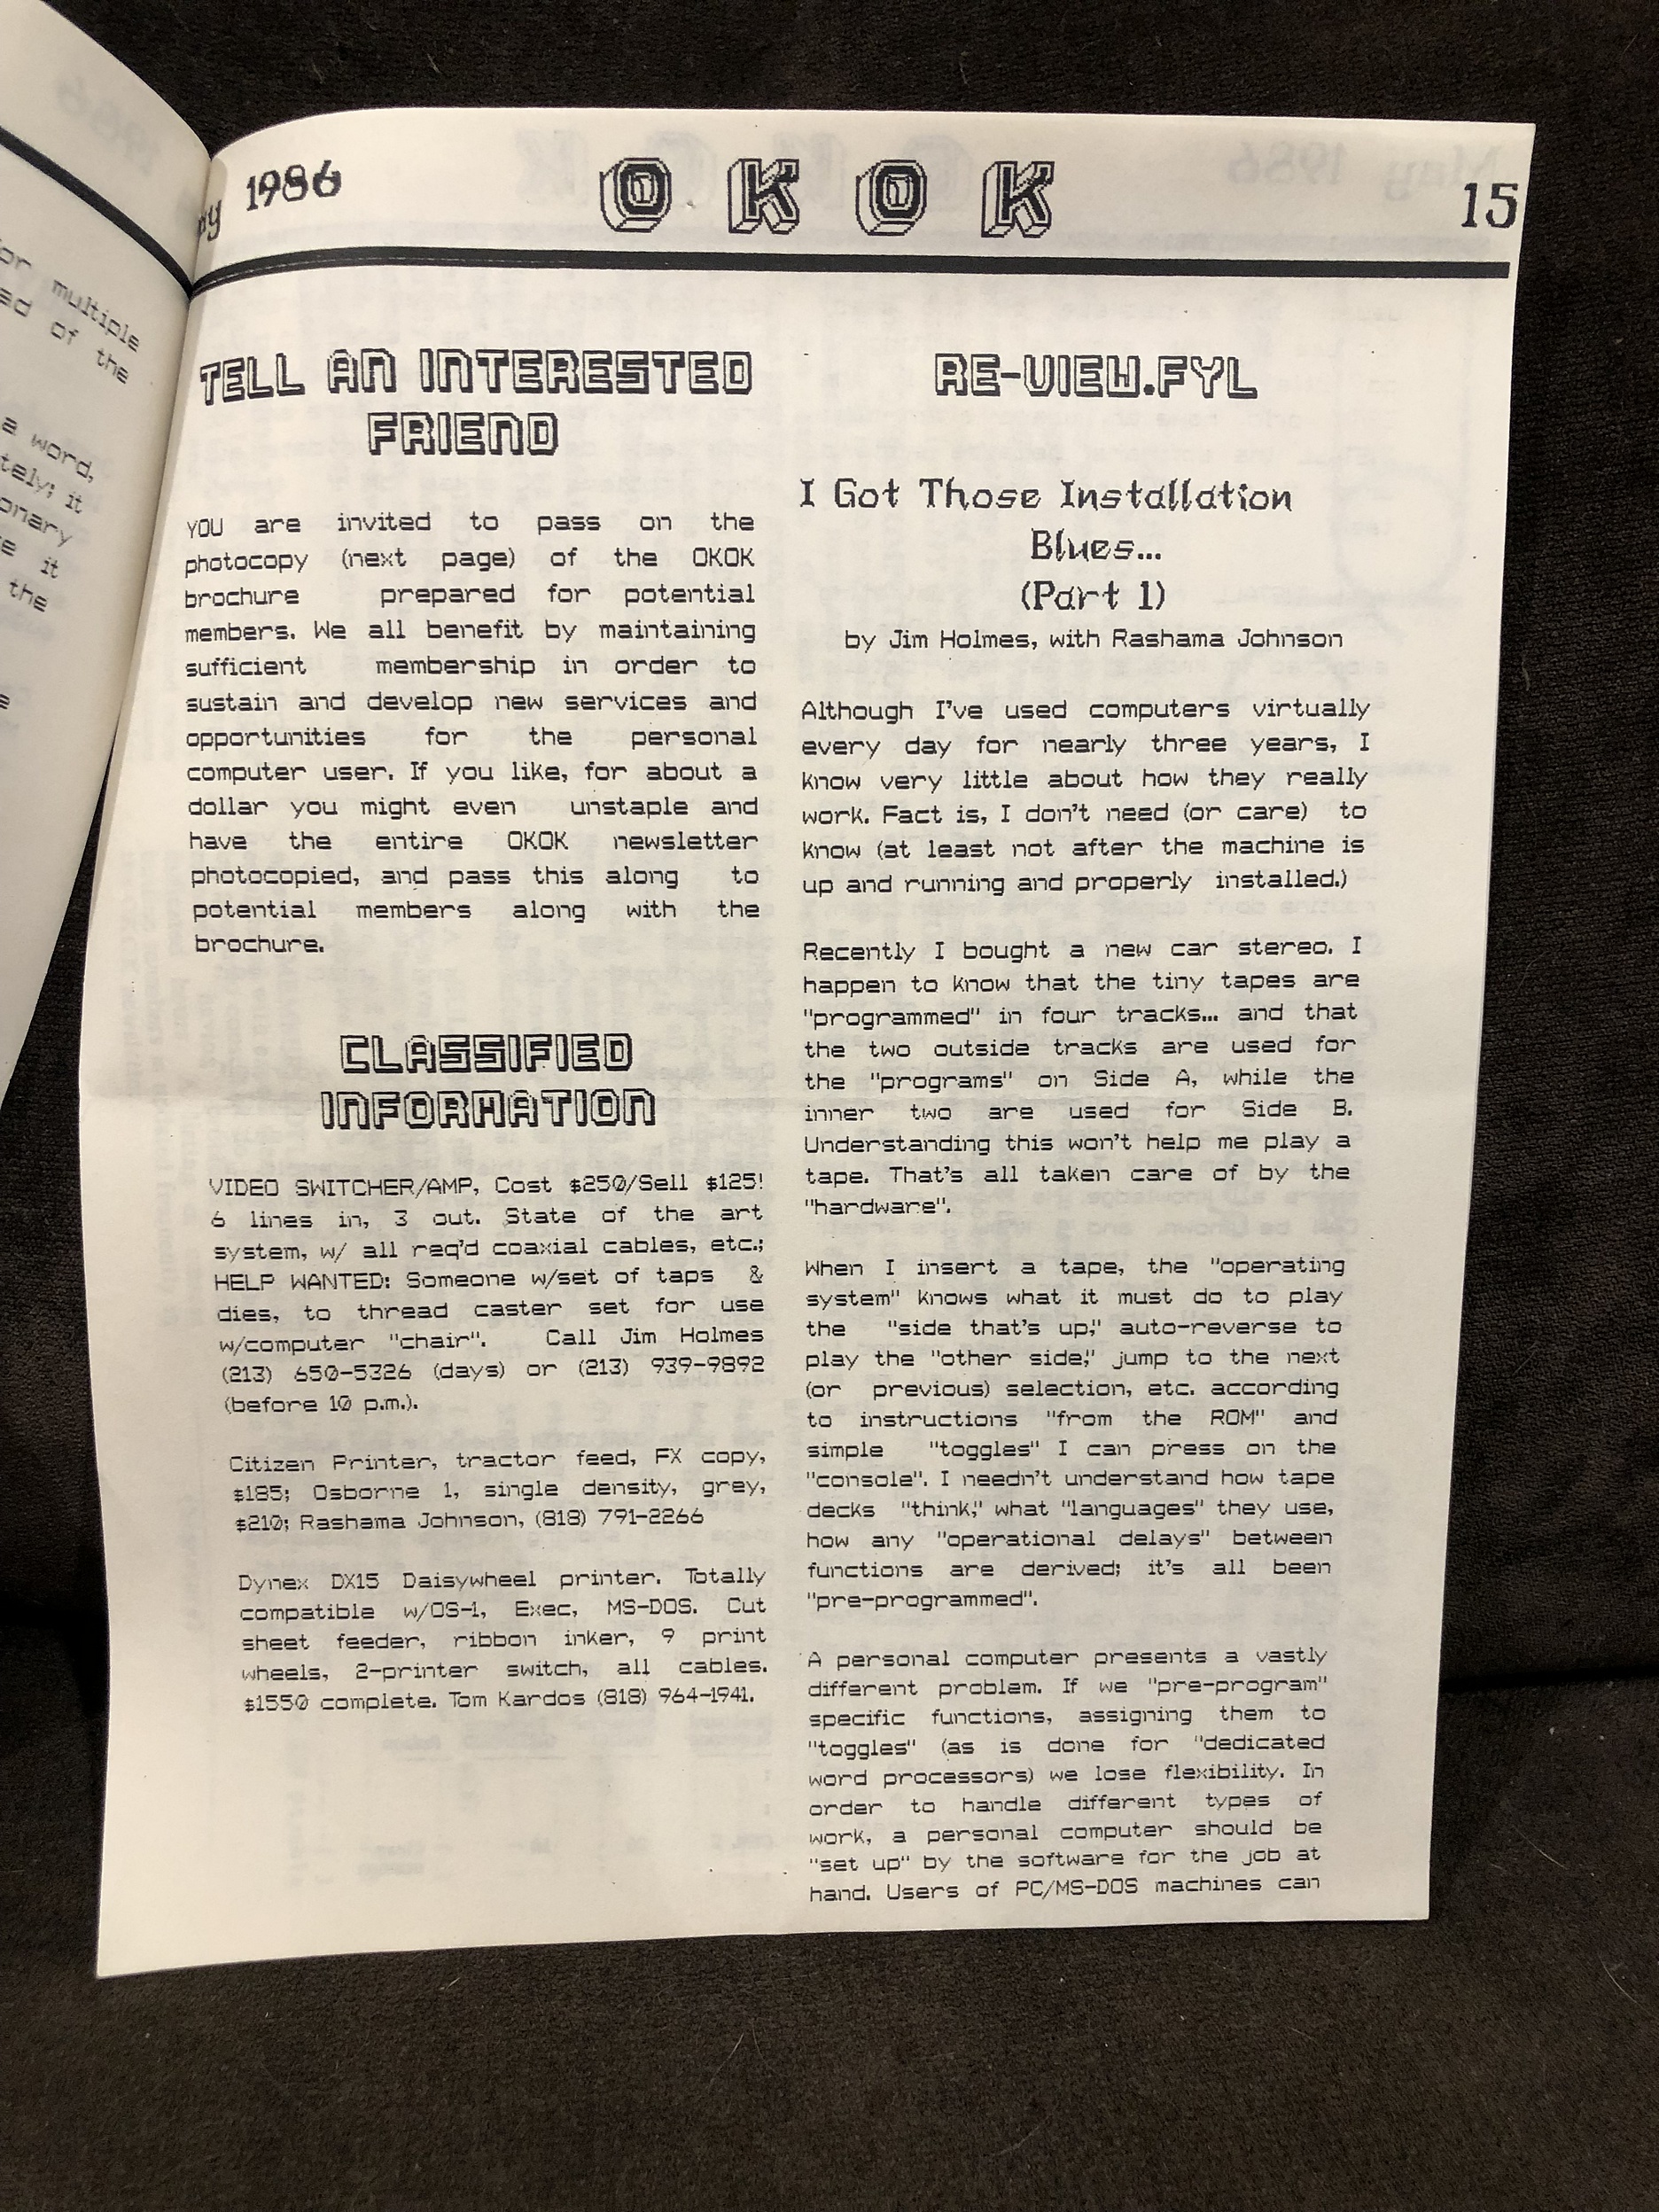 or multiple
of the
a word,
it
it
the
1986
OKOK
15
TELL AN INTERESTED
FRIEND
YOU are invited to pass on the
photocopy (next page) of the OKOK
brochure prepared for potential
members. We all benefit by maintaining
sufficient membership in order to
sustain and develop new services and
opportunities for the personal
computer user. If you like, for about a
dollar you might even unstaple and
have the entire OKOK newsletter
photocopied, and pass this along to
potential members along with the
brochure.
CLASSIFIED
INFORMATION
VIDEO SWITCHER/AMP, Cost $250/Sell $125!
6 lines in, 3 out. State of the art
system, w/ all req'd coaxial cables, etc.;
HELP WANTED: Someone w/set of taps &
dies, to thread caster set for use
w/computer "chair". Call Jim Holmes
(213) 650-5326 (days) or (213) 939-9892
(before 10 p.m.).
Citizen Printer, tractor feed, FX copy,
$185; Osborne 1, single density, grey,
$210; Rashama Johnson, (818) 791-2266
Dynex DX15 Daisywheel printer. Totally
compatible w/OS-1, Exec, MS-DOS. Cut
sheet feeder, ribbon inker, 9 print
wheels, 2-printer switch, all cables.
$1550 complete. Tom Kardos (818) 964-1941.
RE-VIEW.FYL
I Got Those Installation
Blues...
(Part 1)
by Jim Holmes, with Rashama Johnson
Although I've used computers virtually
every day for nearly three years, I
know very little about how they really
work. Fact is, I don't need (or care) to
know (at least not after the machine is
up and running and properly installed.)
Recently I bought a new car stereo. I
happen to know that the tiny tapes are
"programmed" in four tracks... and that
the two outside tracks are used for
the "programs" on Side A, while the
inner two are used for Side B.
Understanding this won't help me play a
tape. That's all taken care of by the
"hardware".
When I insert a tape, the "operating
system" knows what it must do to play
the "side that's up," auto-reverse to
play the "other side," jump to the next
(or previous) selection, etc. according
to instructions "from the ROM" and
simple "toggles" I can press on the
"console". I needn't understand how tape
decks "think," what "languages" they use,
how any "operational delays" between
functions are derived; it's all been
"pre-programmed".
A personal computer presents a vastly
different problem. If we "pre-program"
specific functions, assigning them to
"toggles" (as is done for "dedicated
word processors) we lose flexibility. In
order to handle different types of
work, a personal computer should be
"set up" by the software for the job at
hand. Users of PC/MS-DOS machines can